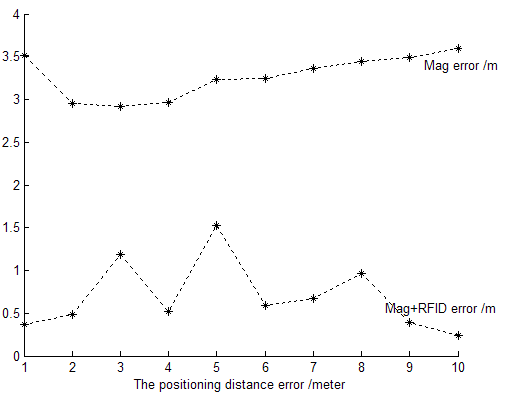 4
3.5
Mag error /m
3
2.5
2
1.5
1
0.5
Mag+RFID error /m
0
1 2 3 4 5 6 7 8 9 10
The positioning distance error /meter